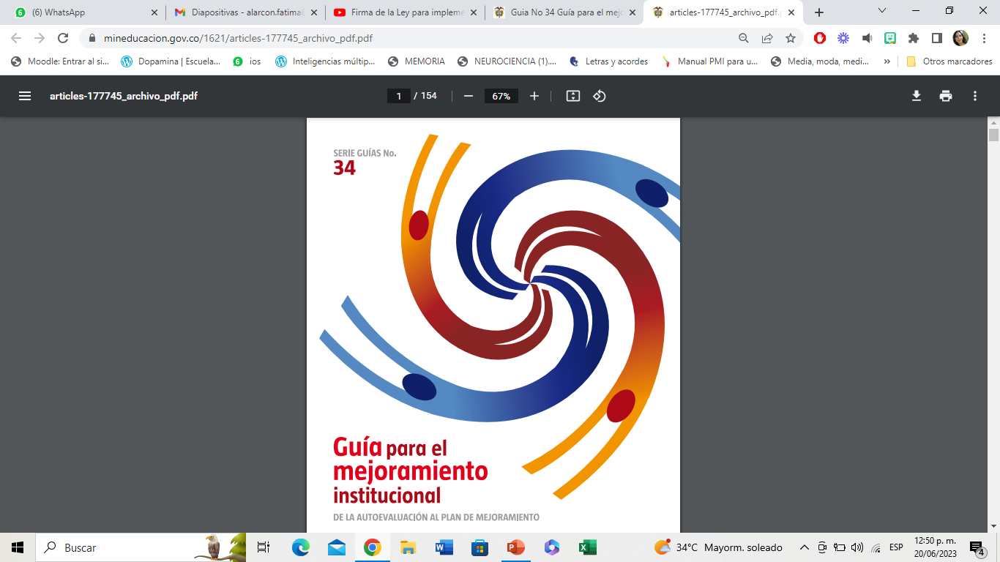 (6) WhatsApp
Diapositivas - alarcon.fatima
Firma de la Ley para impleme
Guia No 34 Guía para el mej
articles-177745_archivo_pdf.p
mineducacion.gov.co/1621/articles-177745_archivo_pdf.pdf
Moodle: Entrar al si...
Dopamina | Escuela...
6 ios
Inteligencias múltip...
MEMORIA
NEUROCIENCIA (1)....
Letras y acordes
Manual PMI para u...
Media, moda, medi...
»
Otros marcadores
articles-177745_archivo_pdf.pdf
1 / 154
67%
SERIE GUÍAS No.
34
Guía para el
mejoramiento
institucional
DE LA AUTOEVALUACIÓN AL PLAN DE MEJORAMIENTO
Buscar
34°C Mayorm. soleado
ESP
12:50 p. m.
20/06/2023
4